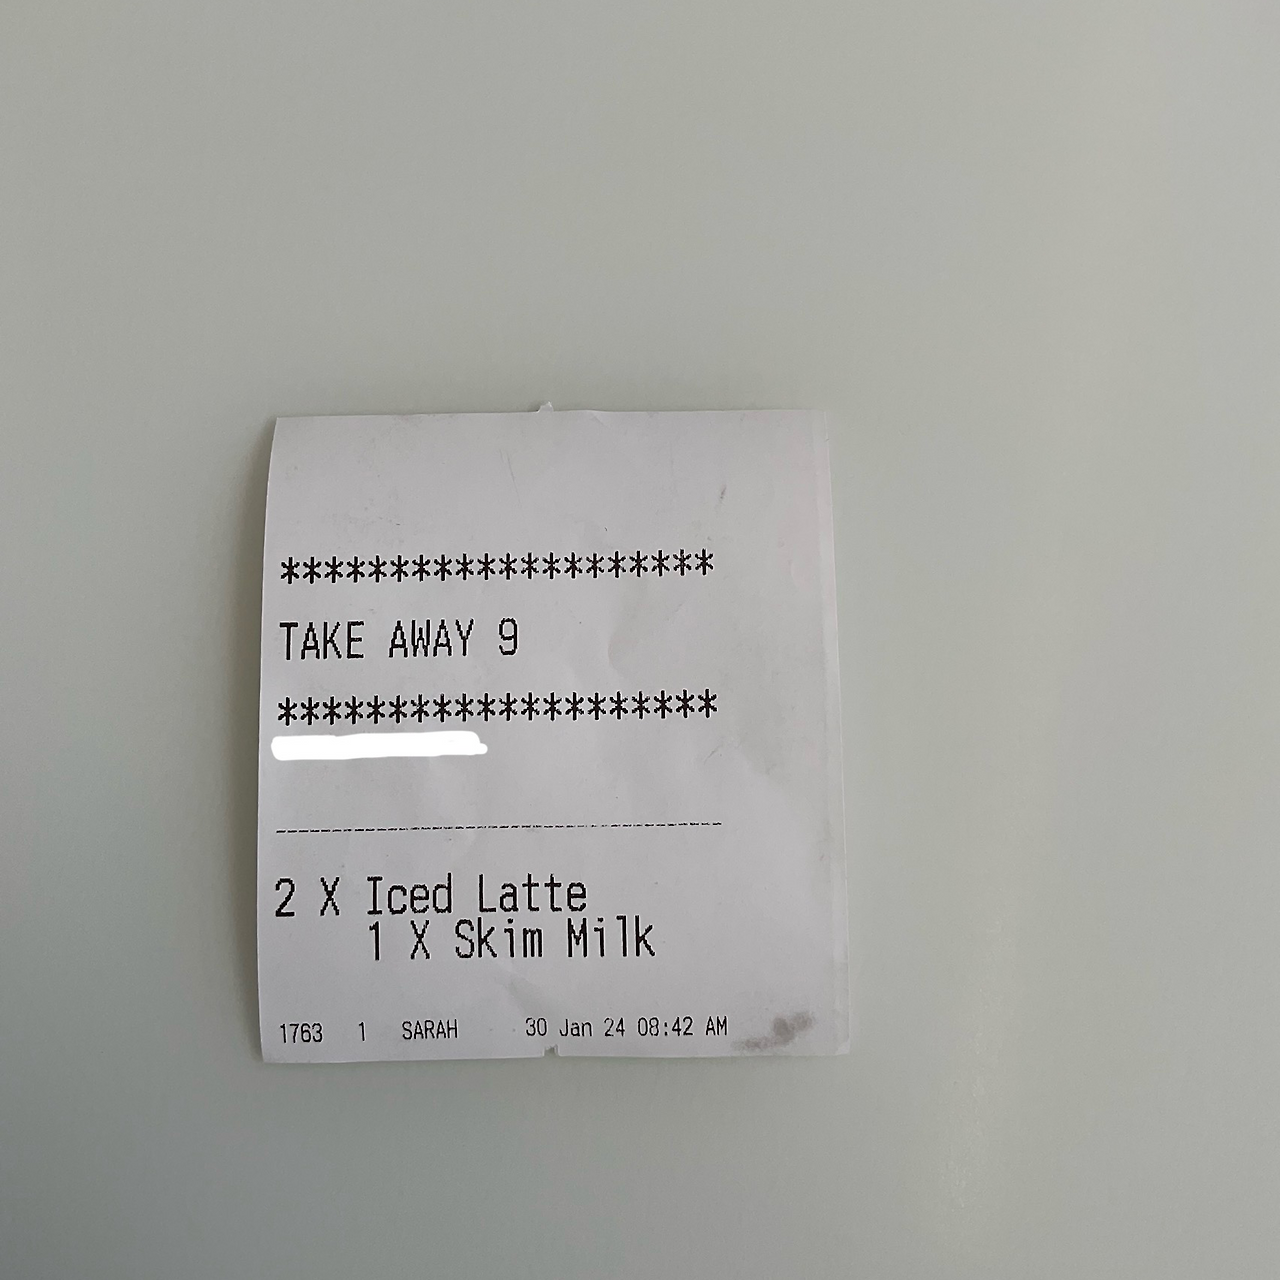 ********************
TAKE AWAY 9
********************
--------------------------------------------
2 X Iced Latte
1 X Skim Milk
1763 1 SARAH 30 Jan 24 08:42 AM